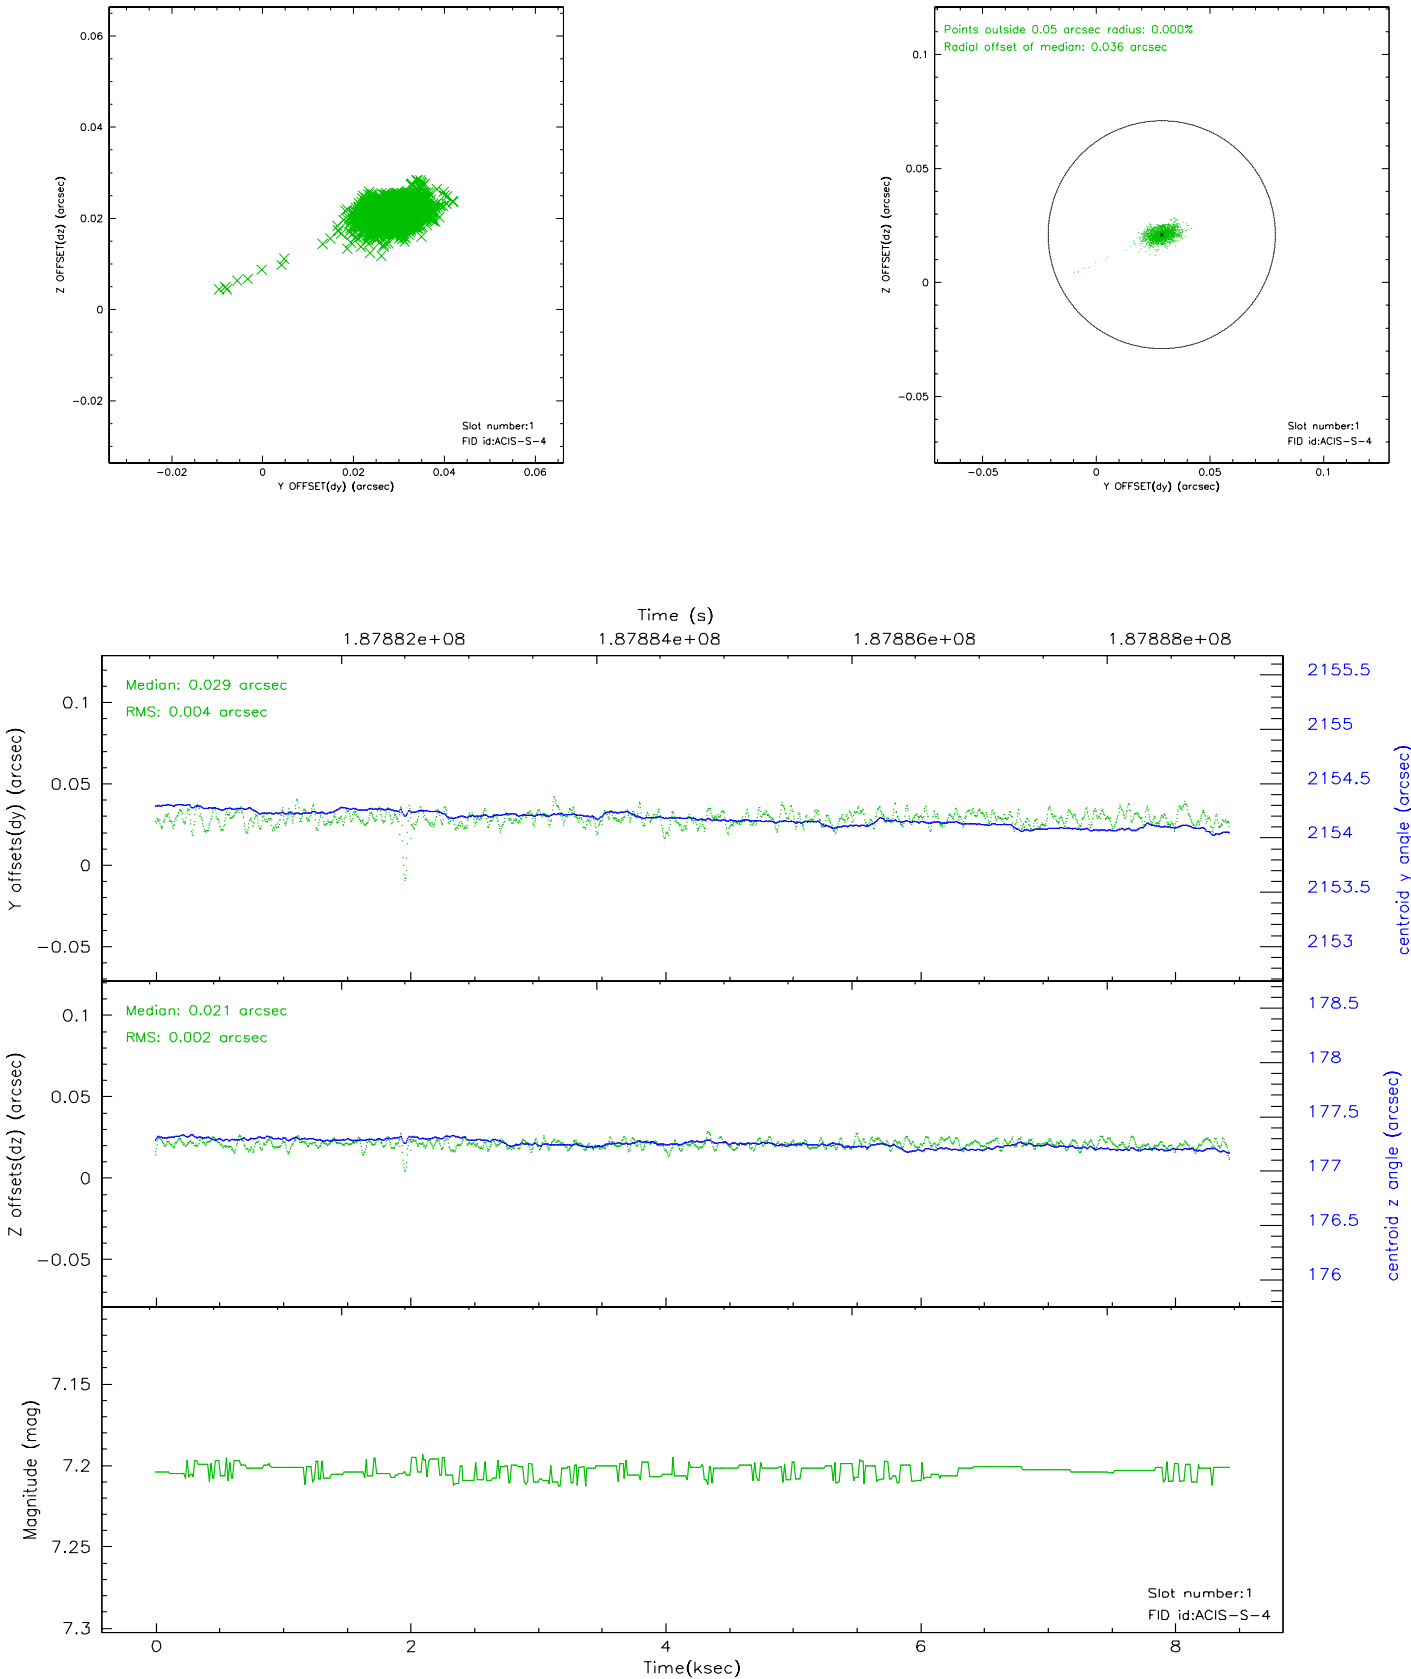 0.06
0.04
0.02
0
−0.02
Z OFFSET(dz) (arcsec)
Slot number:1
FID id:ACIS−S−4
−0.02 0 0.02 0.04 0.06
Y OFFSET(dy) (arcsec)
Points outside 0.05 arcsec radius: 0.000%
Radial offset of median: 0.036 arcsec
0.1
0.05
0
−0.05
Z OFFSET(dz) (arcsec)
Slot number:1
FID id:ACIS−S−4
−0.05 0 0.05 0.1
Y OFFSET(dy) (arcsec)
Time (s)
1.87882e+08 1.87884e+08 1.87886e+08 1.87888e+08
Median: 0.029 arcsec
RMS: 0.004 arcsec
0.1
0.05
0
−0.05
Y offsets(dy) (arcsec)
2155.5
2155
2154.5
2154
2153.5
2153
centroid y angle (arcsec)
Median: 0.021 arcsec
RMS: 0.002 arcsec
0.1
0.05
0
−0.05
Z offsets(dz) (arcsec)
178.5
178
177.5
177
176.5
176
centroid z angle (arcsec)
7.15
7.2
7.25
7.3
Magnitude (mag)
Slot number:1
FID id:ACIS−S−4
0 2 4 6 8
Time(ksec)